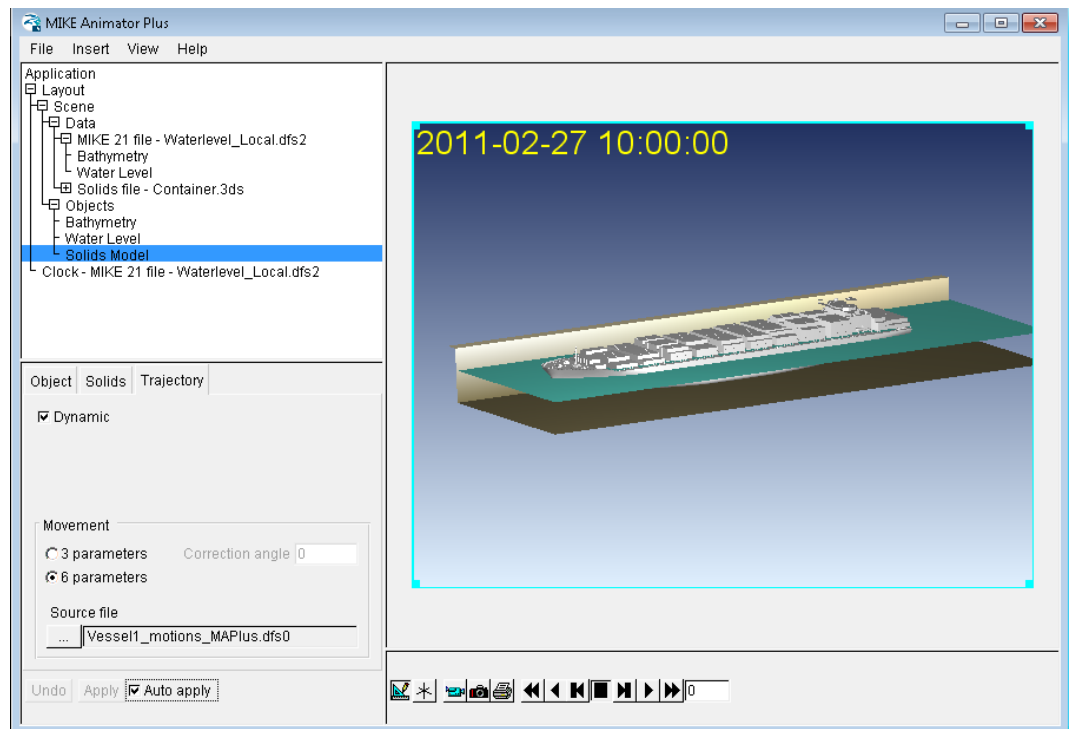 MIKE Animator Plus
File Insert View Help
Application
Layout
Scene
Data
MIKE 21 file - Waterlevel_Local.dfs2
Bathymetry
Water Level
Solids file - Container.3ds
Objects
Bathymetry
Water Level
Solids Model
Clock - MIKE 21 file - Waterlevel_Local.dfs2
2011-02-27 10:00:00
Object Solids Trajectory
Dynamic
Movement
3 parameters Correction angle 0
6 parameters
Source file
... Vessel1_motions_MAPlus.dfs0
Undo Apply Auto apply
0